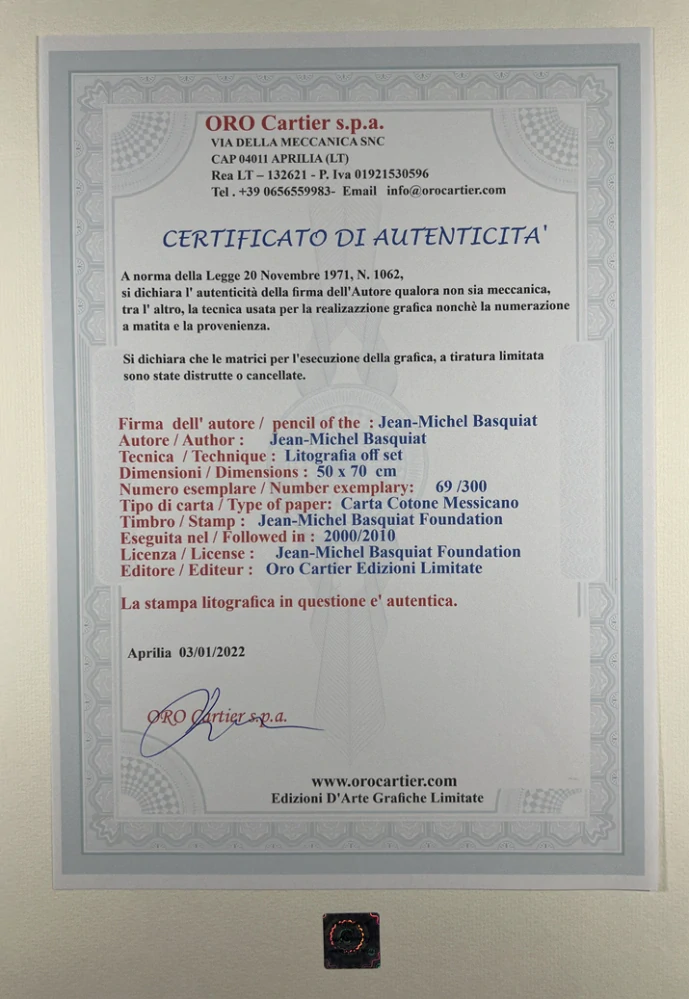 ORO Cartier s.p.a.
VIA DELLA MECCANICA SNC
CAP 04011 APRILIA (LT)
Rea LT – 132621 - P. Iva 01921530596
Tel . +39 0656559983- Email info@orocartier.com
CERTIFICATO DI AUTENTICITA'
A norma della Legge 20 Novembre 1971, N. 1062,
si dichiara l' autenticità della firma dell'Autore qualora non sia meccanica,
tra l' altro, la tecnica usata per la realizazzione grafica nonchè la numerazione
a matita e la provenienza.
Si dichiara che le matrici per l'esecuzione della grafica, a tiratura limitata
sono state distrutte o cancellate.
Firma dell' autore / pencil of the : Jean-Michel Basquiat
Autore / Author : Jean-Michel Basquiat
Tecnica / Technique : Litografia off set
Dimensioni / Dimensions : 50 x 70 cm
Numero esemplare / Number exemplary: 69 /300
Tipo di carta / Type of paper: Carta Cotone Messicano
Timbro / Stamp : Jean-Michel Basquiat Foundation
Eseguita nel / Followed in : 2000/2010
Licenza / License : Jean-Michel Basquiat Foundation
Editore / Editeur : Oro Cartier Edizioni Limitate
La stampa litografica in questione e' autentica.
Aprilia 03/01/2022
ORO Cartier s.p.a.
www.orocartier.com
Edizioni D'Arte Grafiche Limitate